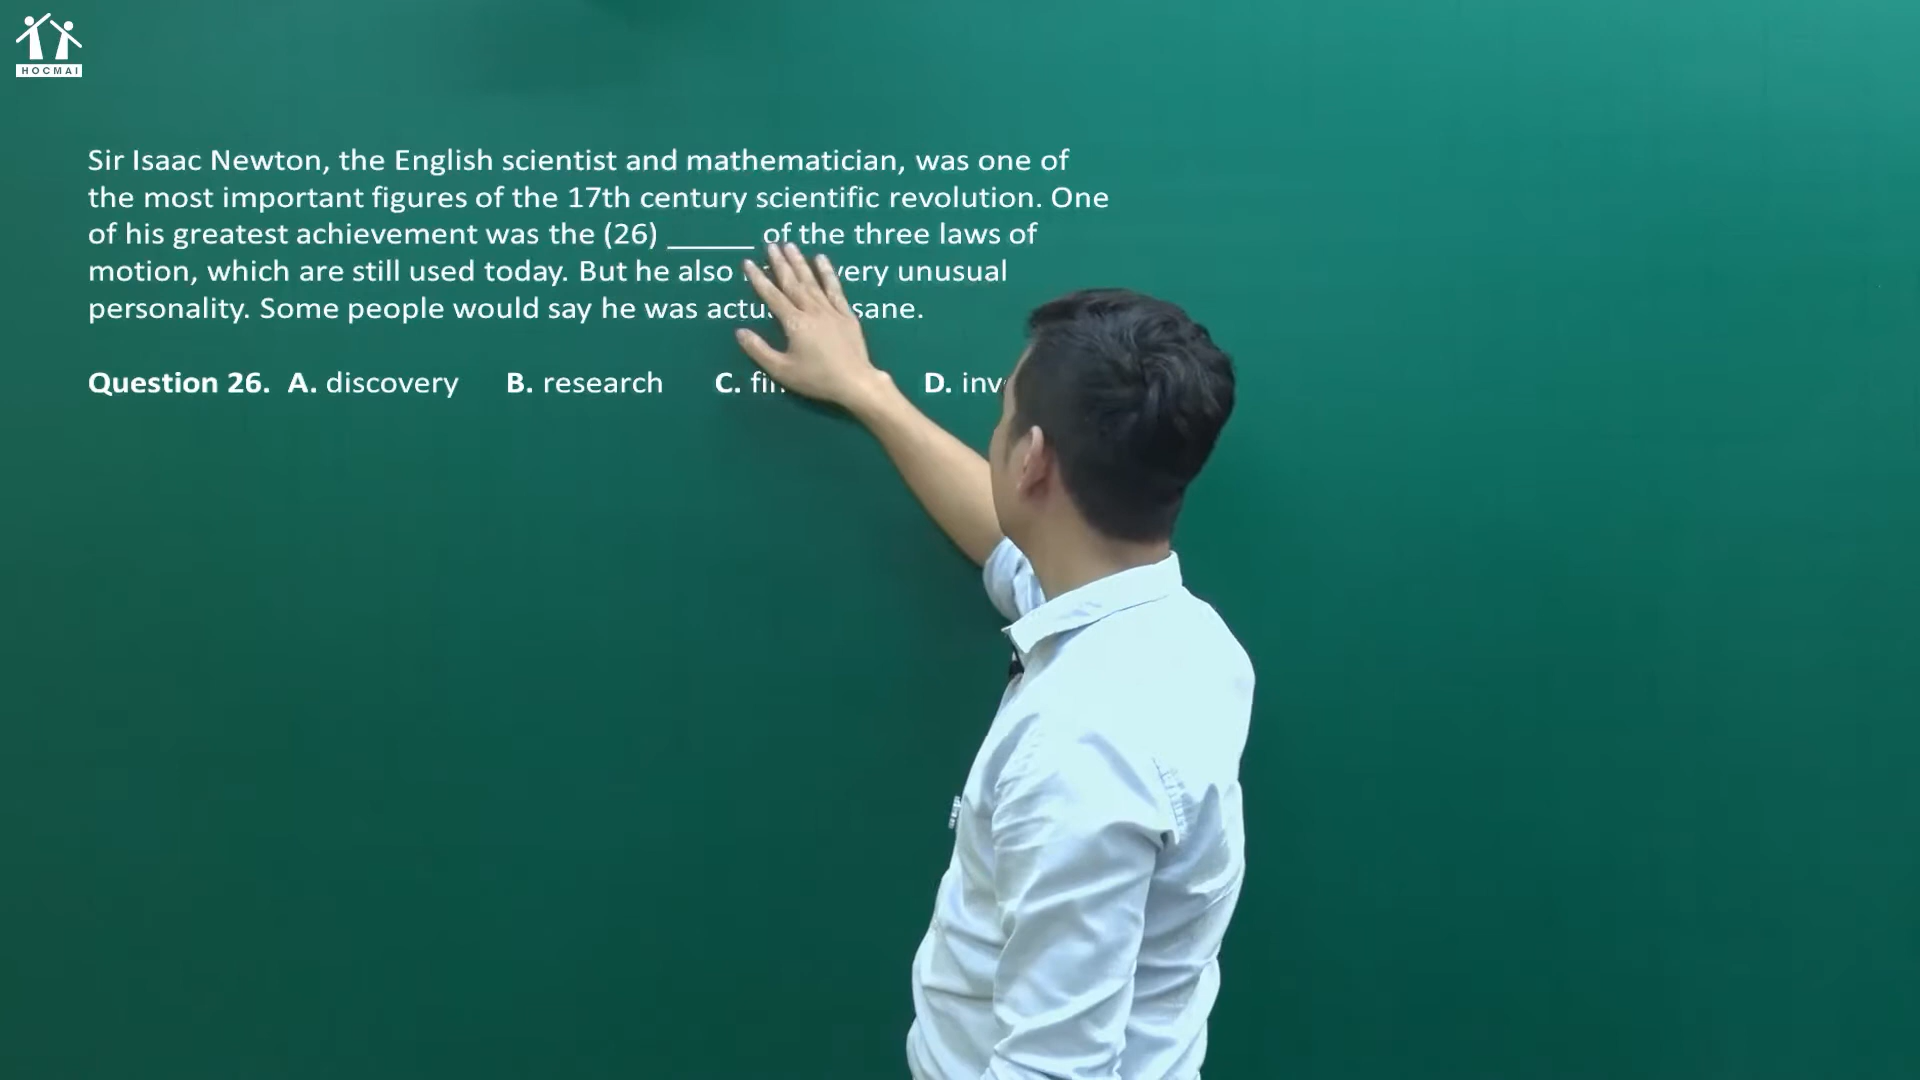 HOCMAI
Sir Isaac Newton, the English scientist and mathematician, was one of
the most important figures of the 17th century scientific revolution. One
of his greatest achievement was the (26) ______ of the three laws of
motion, which are still used today. But he also very unusual
personality. Some people would say he was
Question 26. A. discovery B. research C. D.